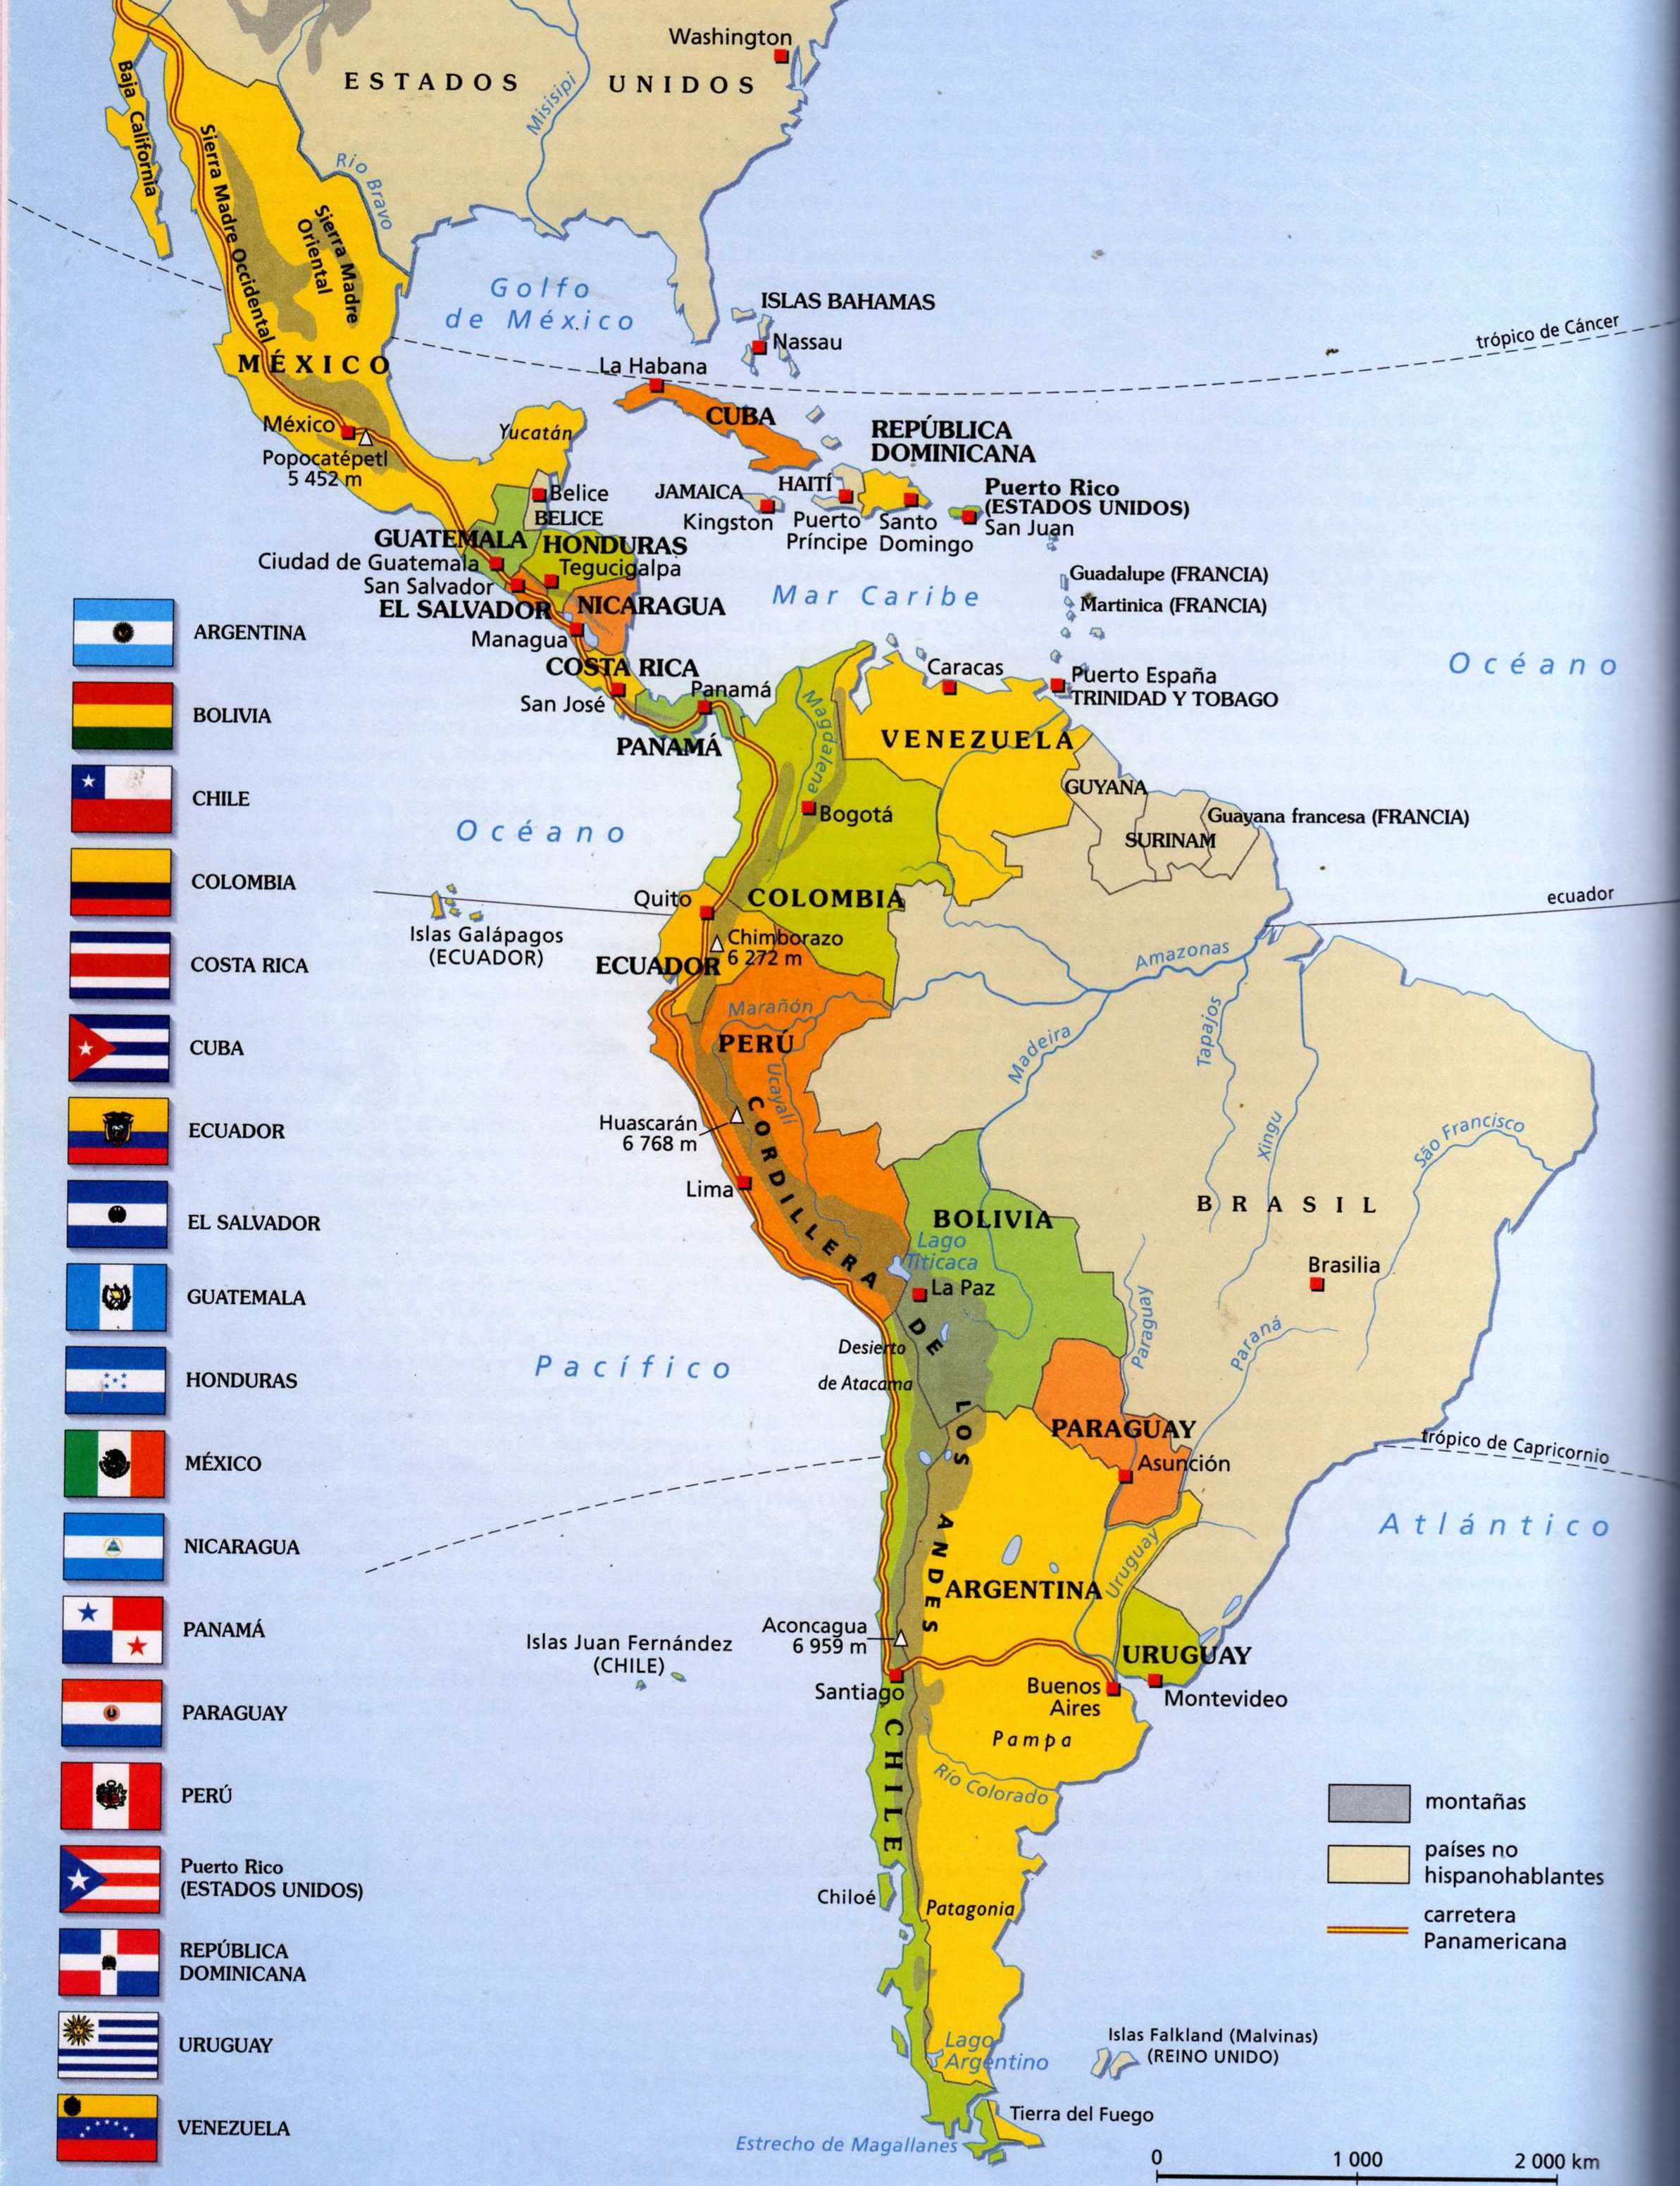 Washington
ESTADOS UNIDOS
Misisipi
Baja California
Sierra Madre Occidental
Sierra Madre
Oriental
Río Bravo
Golfo
de México
ISLAS BAHAMAS
Nassau
trópico de Cáncer
MÉXICO
La Habana
CUBA
México
Popocatépetl
5 452 m
Yucatán
REPÚBLICA
DOMINICANA
Belice
BELICE
JAMAICA
Kingston
HAITÍ
Puerto
Príncipe
Santo
Domingo
Puerto Rico
(ESTADOS UNIDOS)
San Juan
GUATEMALA
Ciudad de Guatemala
HONDURAS
Tegucigalpa
San Salvador
EL SALVADOR
NICARAGUA
Managua
Mar Caribe
Guadalupe (FRANCIA)
Martinica (FRANCIA)
COSTA RICA
San José
Panamá
PANAMÁ
Caracas
Puerto España
TRINIDAD Y TOBAGO
Océano
Magdalena
VENEZUELA
GUYANA
Guayana francesa (FRANCIA)
SURINAM
Bogotá
Océano
COLOMBIA
Quito
ecuador
Islas Galápagos
(ECUADOR)
Chimborazo
6 272 m
ECUADOR
Amazonas
Marañón
PERÚ
Ucayali
Madeira
Tapajos
Xingu
São Francisco
Huascarán
6 768 m
Lima
CORDILLERA DE LOS ANDES
BRASIL
Brasilia
BOLIVIA
Lago
Titicaca
La Paz
Paraguay
Paraná
Pacífico
Desierto
de Atacama
PARAGUAY
Asunción
trópico de Capricornio
Atlántico
Uruguay
ARGENTINA
Aconcagua
6 959 m
Islas Juan Fernández
(CHILE)
Santiago
URUGUAY
Buenos
Aires
Montevideo
Pampa
CHILE
Río Colorado
Chiloé
Patagonia
Lago
Argentino
Islas Falkland (Malvinas)
(REINO UNIDO)
Tierra del Fuego
Estrecho de Magallanes
ARGENTINA
BOLIVIA
CHILE
COLOMBIA
COSTA RICA
CUBA
ECUADOR
EL SALVADOR
GUATEMALA
HONDURAS
MÉXICO
NICARAGUA
PANAMÁ
PARAGUAY
PERÚ
Puerto Rico
(ESTADOS UNIDOS)
REPÚBLICA
DOMINICANA
URUGUAY
VENEZUELA
montañas
países no
hispanohablantes
carretera
Panamericana
0 1 000 2 000 km